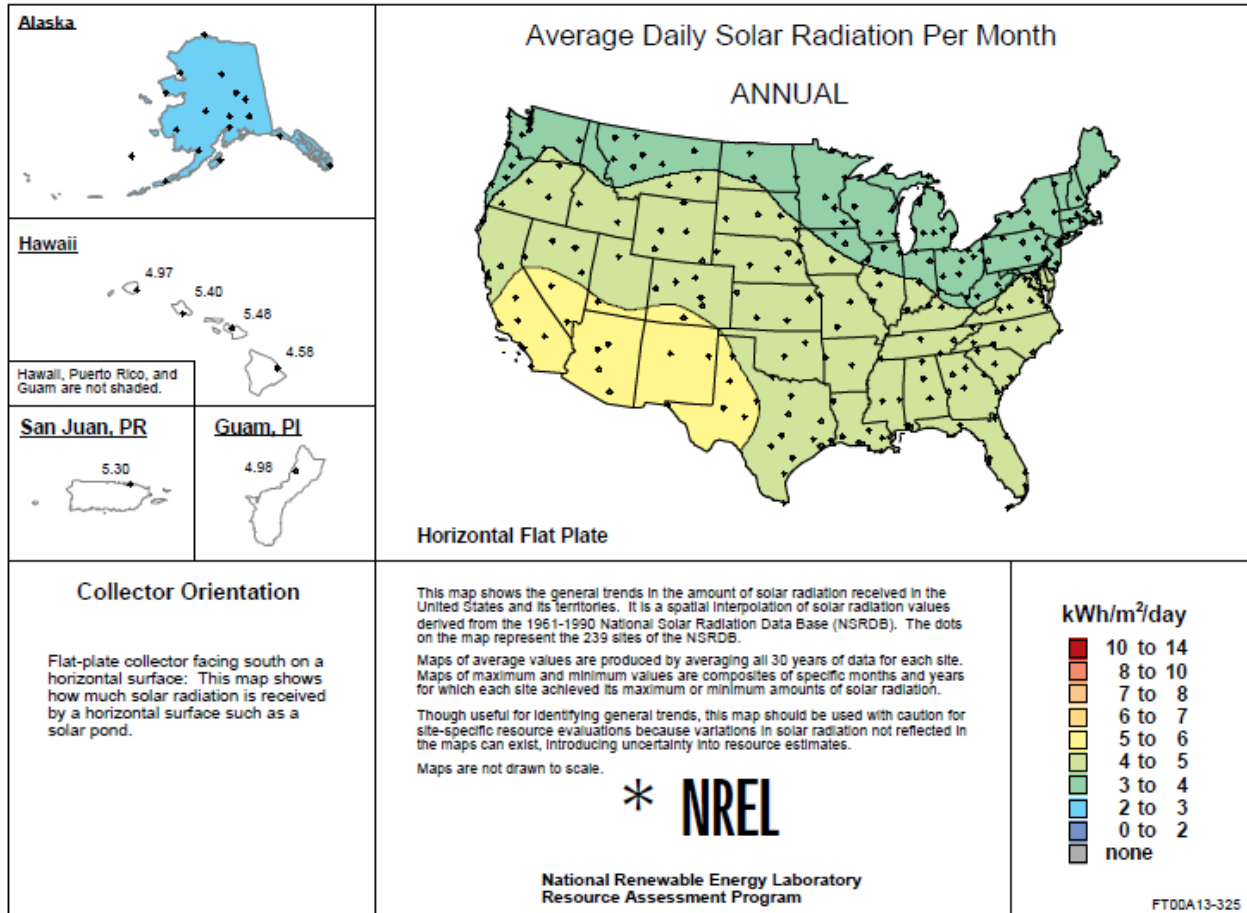 Alaska
Average Daily Solar Radiation Per Month
ANNUAL
Hawaii
4.97
5.40
5.48
4.58
Hawaii, Puerto Rico, and
Guam are not shaded.
San Juan, PR
5.30
Guam, PI
4.98
Horizontal Flat Plate
Collector Orientation
Flat-plate collector facing south on a
horizontal surface: This map shows
how much solar radiation is received
by a horizontal surface such as a
solar pond.
This map shows the general trends in the amount of solar radiation received in the
United States and its territories. It is a spatial interpolation of solar radiation values
derived from the 1961-1990 National Solar Radiation Data Base (NSRDB). The dots
on the map represent the 239 sites of the NSRDB.
Maps of average values are produced by averaging all 30 years of data for each site.
Maps of maximum and minimum values are composites of specific months and years
for which each site achieved its maximum or minimum amounts of solar radiation.
Though useful for identifying general trends, this map should be used with caution for
site-specific resource evaluations because variations in solar radiation not reflected in
the maps can exist, introducing uncertainty into resource estimates.
Maps are not drawn to scale.
* NREL
National Renewable Energy Laboratory
Resource Assessment Program
kWh/m²/day
10 to 14
8 to 10
7 to 8
6 to 7
5 to 6
4 to 5
3 to 4
2 to 3
0 to 2
none
FT00A13-325